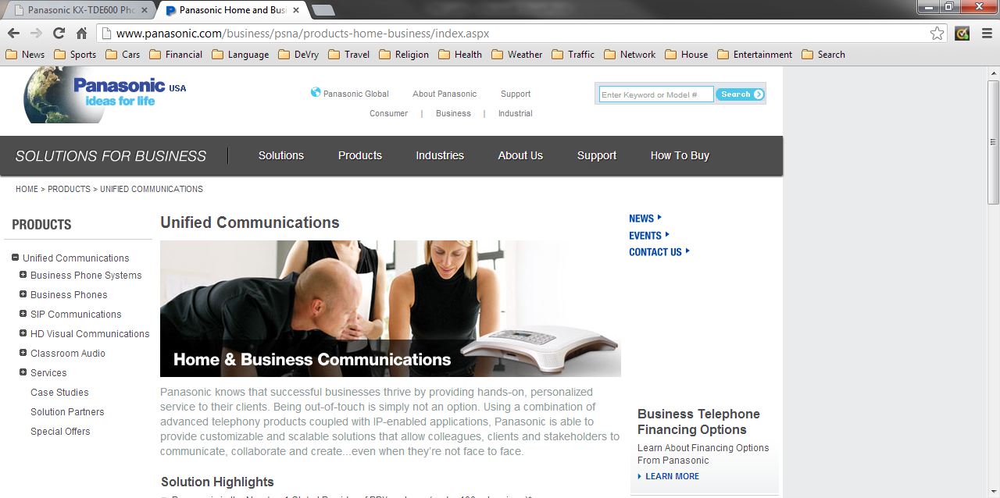 Panasonic KX-TDE600 Pho
Panasonic Home and Busi
www.panasonic.com/business/psna/products-home-business/index.aspx
News Sports Cars Financial Language DeVry Travel Religion Health Weather Traffic Network House Entertainment Search
Panasonic USA
ideas for life
Panasonic Global About Panasonic Support
Consumer | Business | Industrial
Enter Keyword or Model # Search
SOLUTIONS FOR BUSINESS Solutions Products Industries About Us Support How To Buy
HOME > PRODUCTS > UNIFIED COMMUNICATIONS
PRODUCTS
Unified Communications
Business Phone Systems
Business Phones
SIP Communications
HD Visual Communications
Classroom Audio
Services
Case Studies
Solution Partners
Special Offers
Unified Communications
Home & Business Communications
Panasonic knows that successful businesses thrive by providing hands-on, personalized
service to their clients. Being out-of-touch is simply not an option. Using a combination of
advanced telephony products coupled with IP-enabled applications, Panasonic is able to
provide customizable and scalable solutions that allow colleagues, clients and stakeholders to
communicate, collaborate and create...even when they're not face to face.
Solution Highlights
NEWS
EVENTS
CONTACT US
Business Telephone
Financing Options
Learn About Financing Options
From Panasonic
LEARN MORE